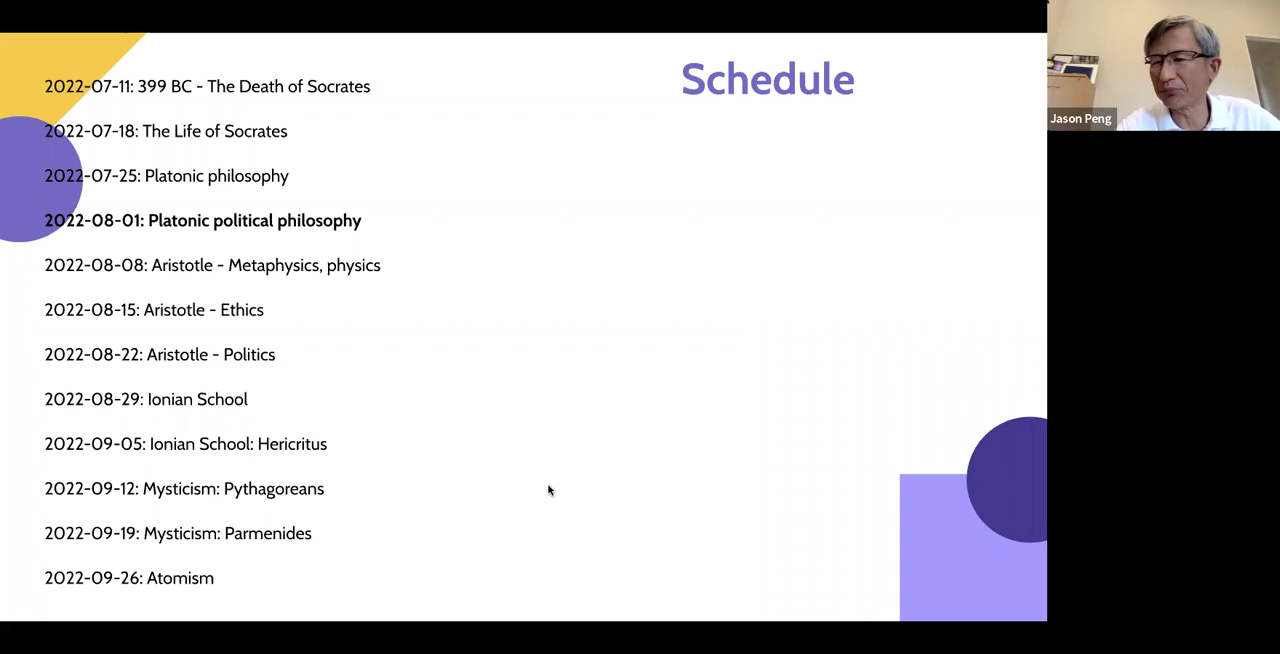 Schedule
2022-07-11: 399 BC - The Death of Socrates
2022-07-18: The Life of Socrates
2022-07-25: Platonic philosophy
2022-08-01: Platonic political philosophy
2022-08-08: Aristotle - Metaphysics, physics
2022-08-15: Aristotle - Ethics
2022-08-22: Aristotle - Politics
2022-08-29: Ionian School
2022-09-05: Ionian School: Hericritus
2022-09-12: Mysticism: Pythagoreans
2022-09-19: Mysticism: Parmenides
2022-09-26: Atomism
Jason Peng